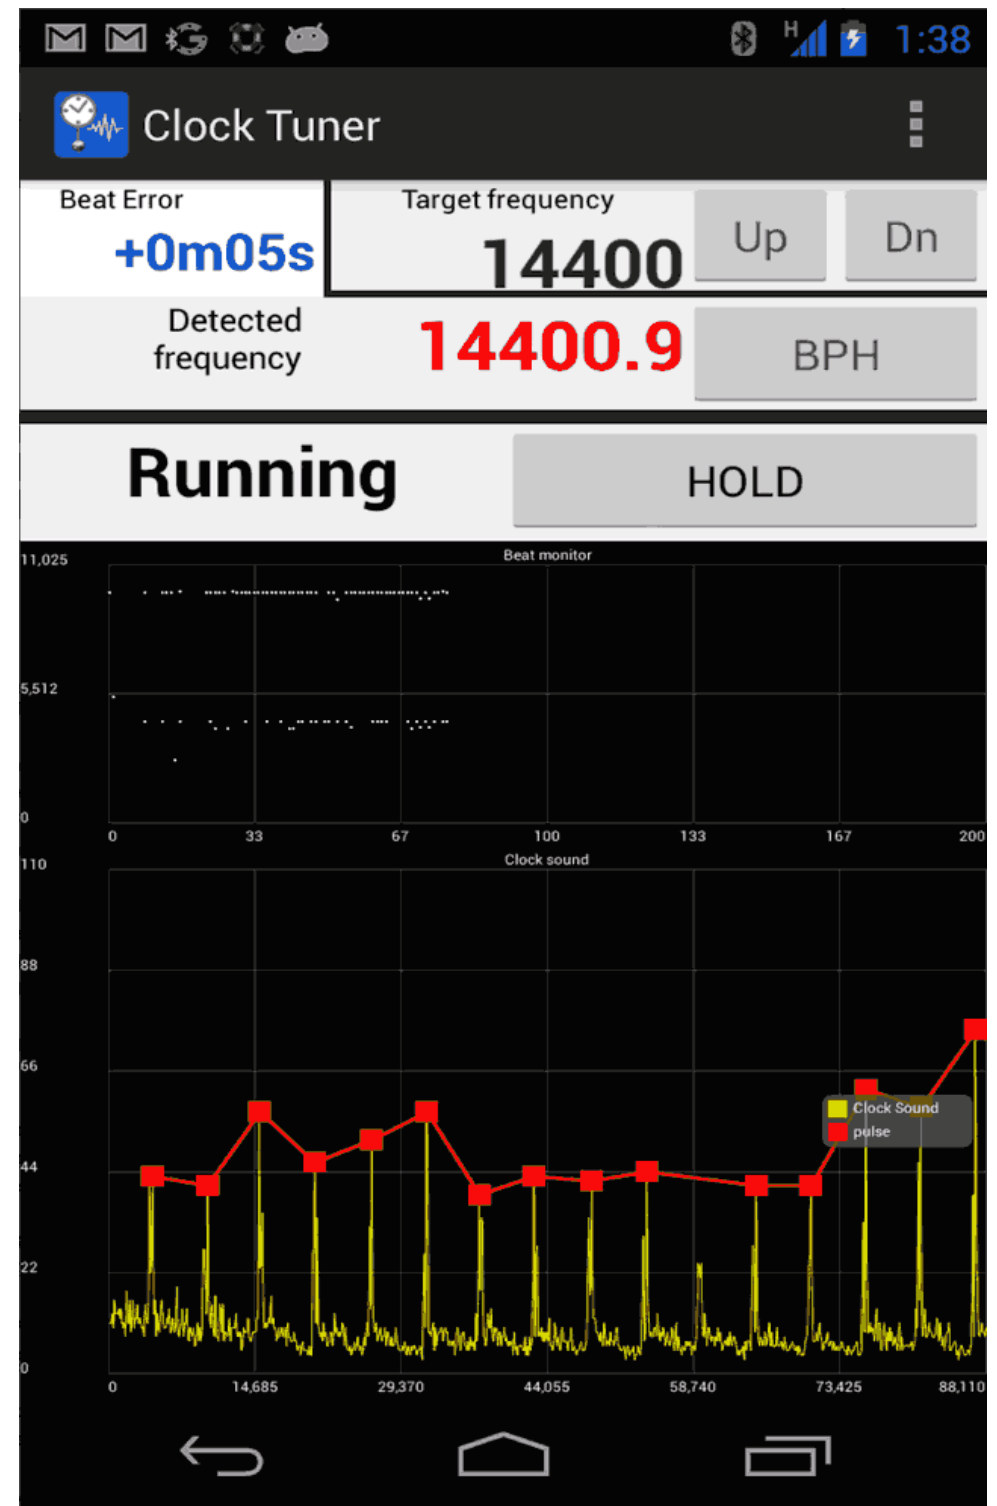 H 1:38
Clock Tuner
Beat Error
Target frequency
+0m05s
14400
Up
Dn
Detected
frequency
14400.9
BPH
Running
HOLD
Beat monitor
11,025
5,512
0
0 33 67 100 133 167 200
Clock sound
110
88
66
Clock Sound
pulse
44
22
0
0 14,685 29,370 44,055 58,740 73,425 88,110